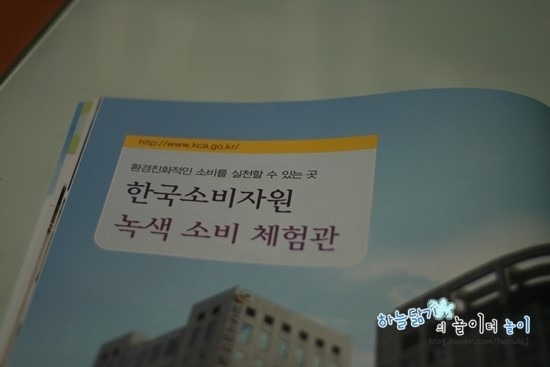 http://www.kca.go.kr/
환경친화적인 소비를 실천할 수 있는 곳
한국소비자원
녹색 소비 체험관
하늘닮기
의 놀이터 놀이